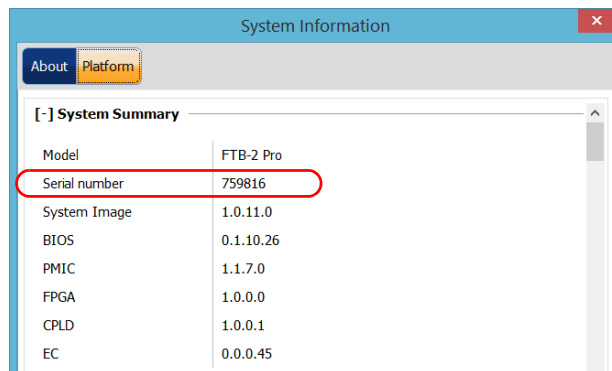 System Information
About Platform
[-] System Summary
Model FTB-2 Pro
Serial number 759816
System Image 1.0.11.0
BIOS 0.1.10.26
PMIC 1.1.7.0
FPGA 1.0.0.0
CPLD 1.0.0.1
EC 0.0.0.45